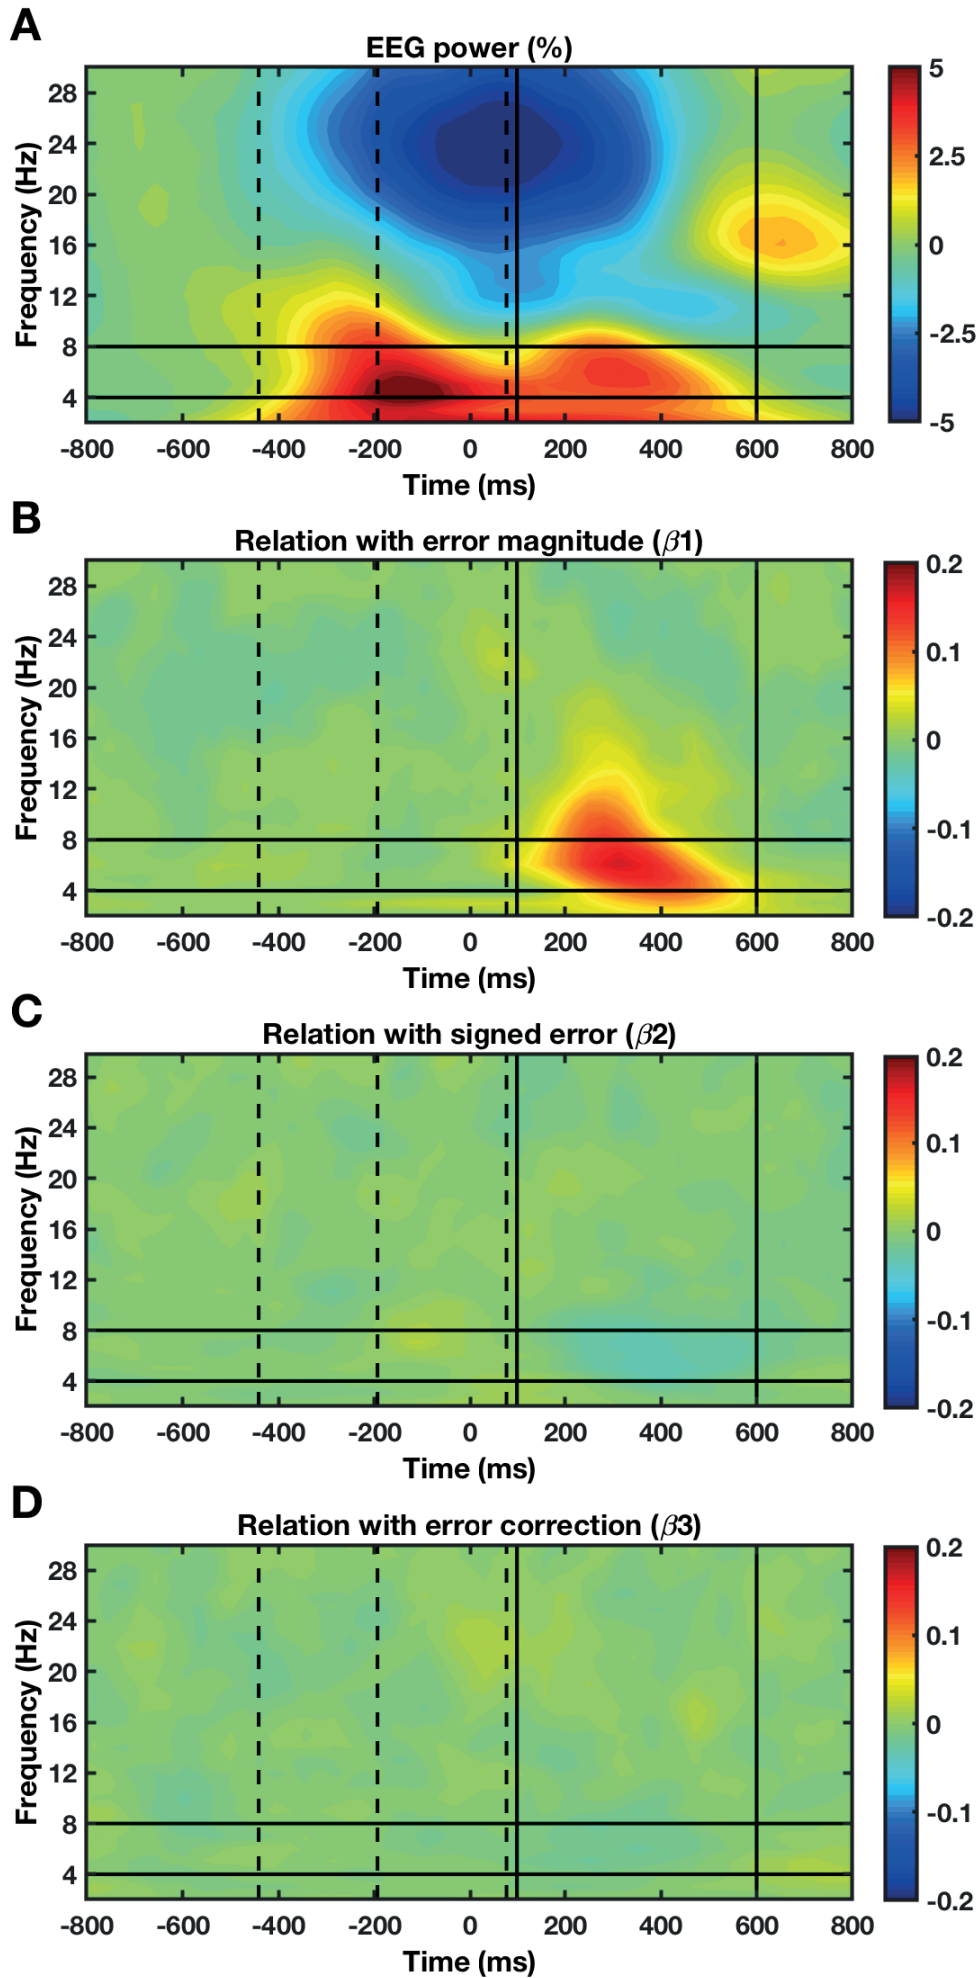 A
EEG power (%)
Frequency (Hz)
28
24
20
16
12
8
4
-800 -600 -400 -200 0 200 400 600 800
Time (ms)
5
2.5
0
-2.5
-5
B
Relation with error magnitude (β1)
Frequency (Hz)
28
24
20
16
12
8
4
-800 -600 -400 -200 0 200 400 600 800
Time (ms)
0.2
0.1
0
-0.1
-0.2
C
Relation with signed error (β2)
Frequency (Hz)
28
24
20
16
12
8
4
-800 -600 -400 -200 0 200 400 600 800
Time (ms)
0.2
0.1
0
-0.1
-0.2
D
Relation with error correction (β3)
Frequency (Hz)
28
24
20
16
12
8
4
-800 -600 -400 -200 0 200 400 600 800
Time (ms)
0.2
0.1
0
-0.1
-0.2